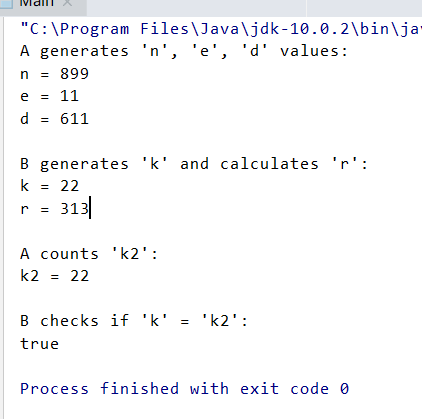 Main ×
"C:\Program Files\Java\jdk-10.0.2\bin\ja
A generates 'n', 'e', 'd' values:
n = 899
e = 11
d = 611
B generates 'k' and calculates 'r':
k = 22
r = 313
A counts 'k2':
k2 = 22
B checks if 'k' = 'k2':
true
Process finished with exit code 0